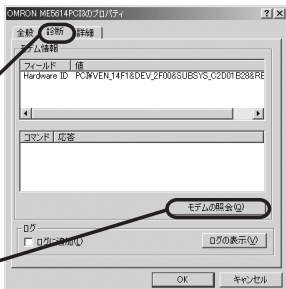 OMRON ME5614PCI3のプロパティ
全般 診断 詳細
モデム情報
フィールド 値
Hardware ID PCI¥VEN_14F1&DEV_2F00&SUBSYS_C2D01B28&RE
コマンド 応答
モデムの照会(Q)
ログ
ログに追加(D)
ログの表示(V)
OK キャンセル